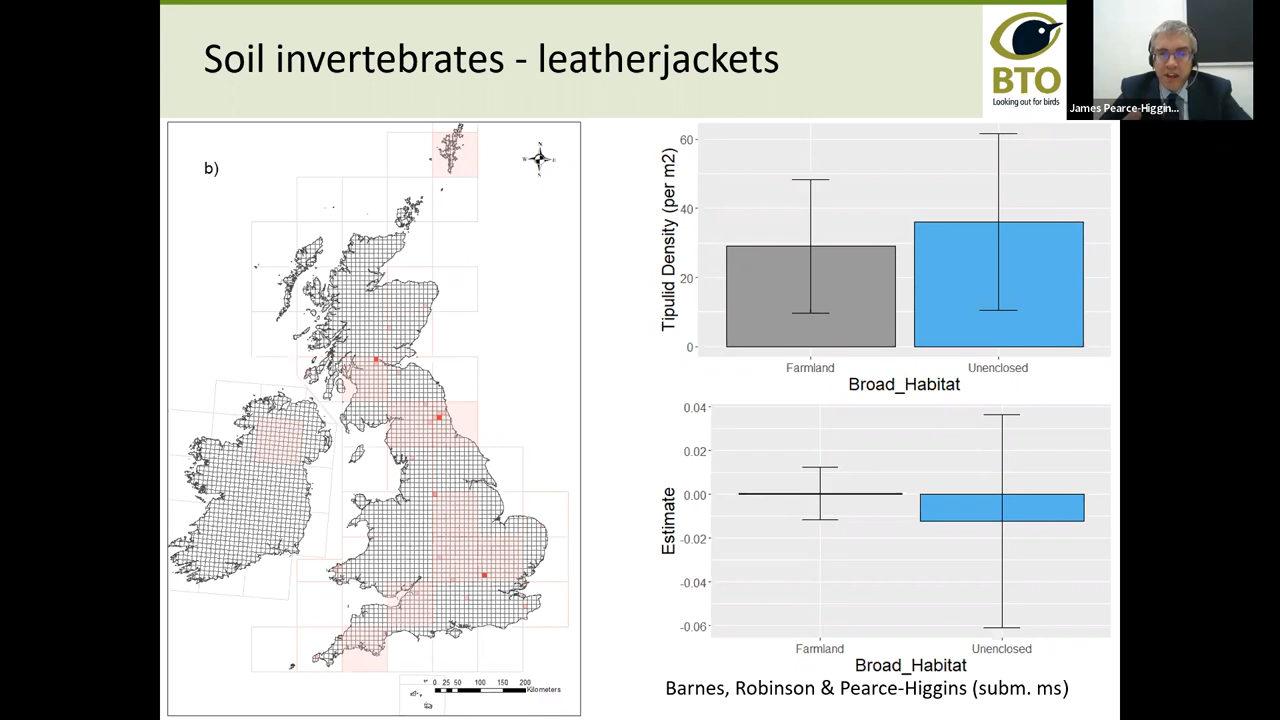 Soil invertebrates - leatherjackets
BTO
Looking out for birds
James Pearce-Higgin...
b)
N
W
E
S
0 25 50 100 150 200
Kilometers
60
40
20
0
Tipulid Density (per m2)
Farmland
Unenclosed
Broad_Habitat
0.04
0.02
0.00
-0.02
-0.04
-0.06
Estimate
Farmland
Unenclosed
Broad_Habitat
Barnes, Robinson & Pearce-Higgins (subm. ms)